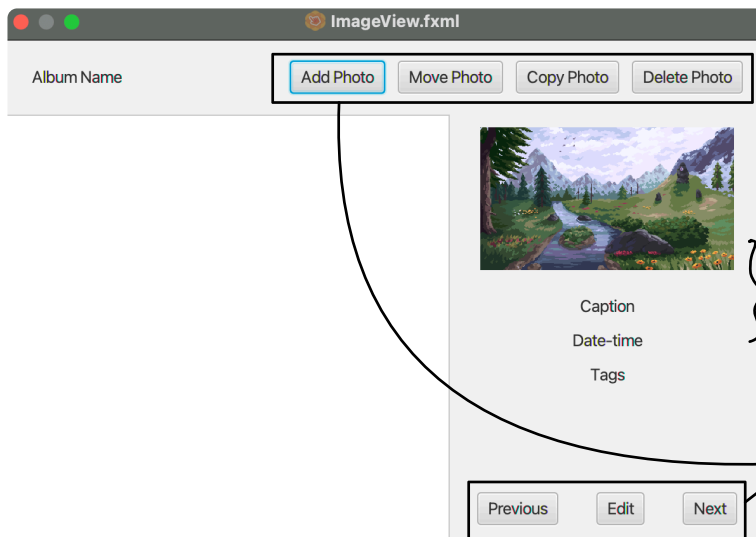 ImageView.fxml
Album Name Add Photo Move Photo Copy Photo Delete Photo
Caption
Date-time
Tags
Previous Edit Next